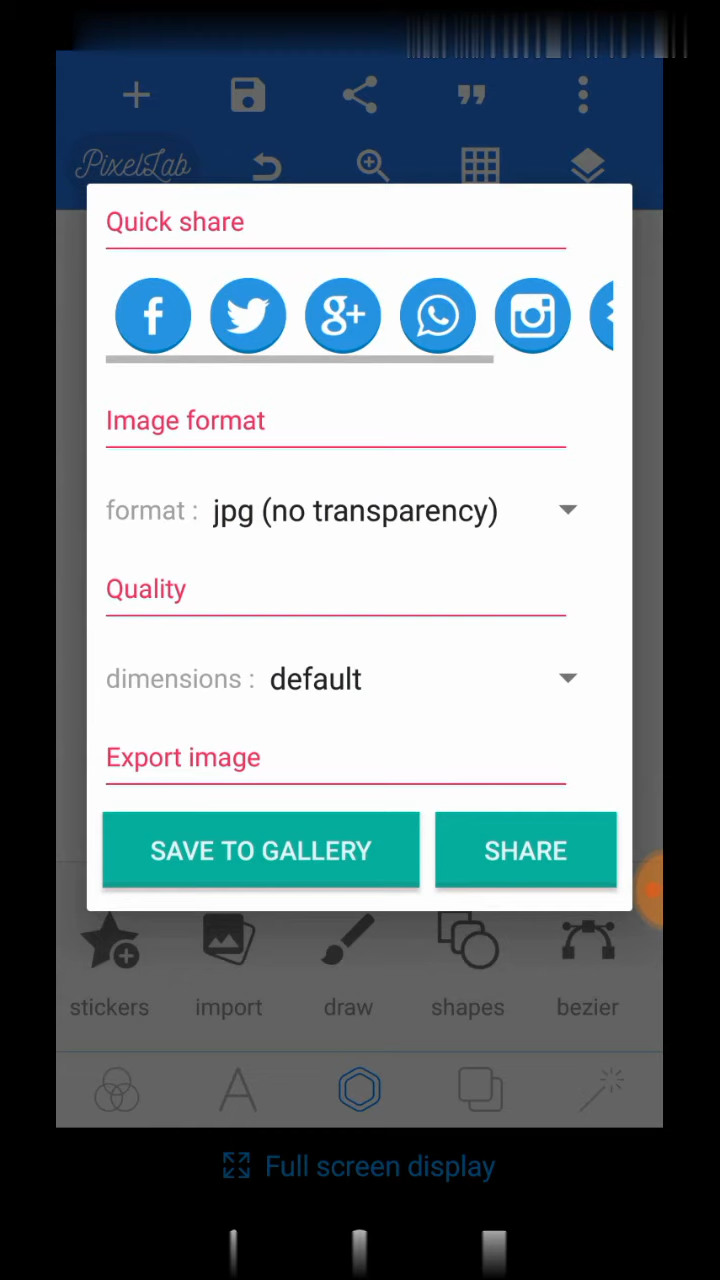 PixelLab
Quick share
Image format
format : jpg (no transparency)
Quality
dimensions : default
Export image
SAVE TO GALLERY SHARE
stickers import draw shapes bezier
Full screen display